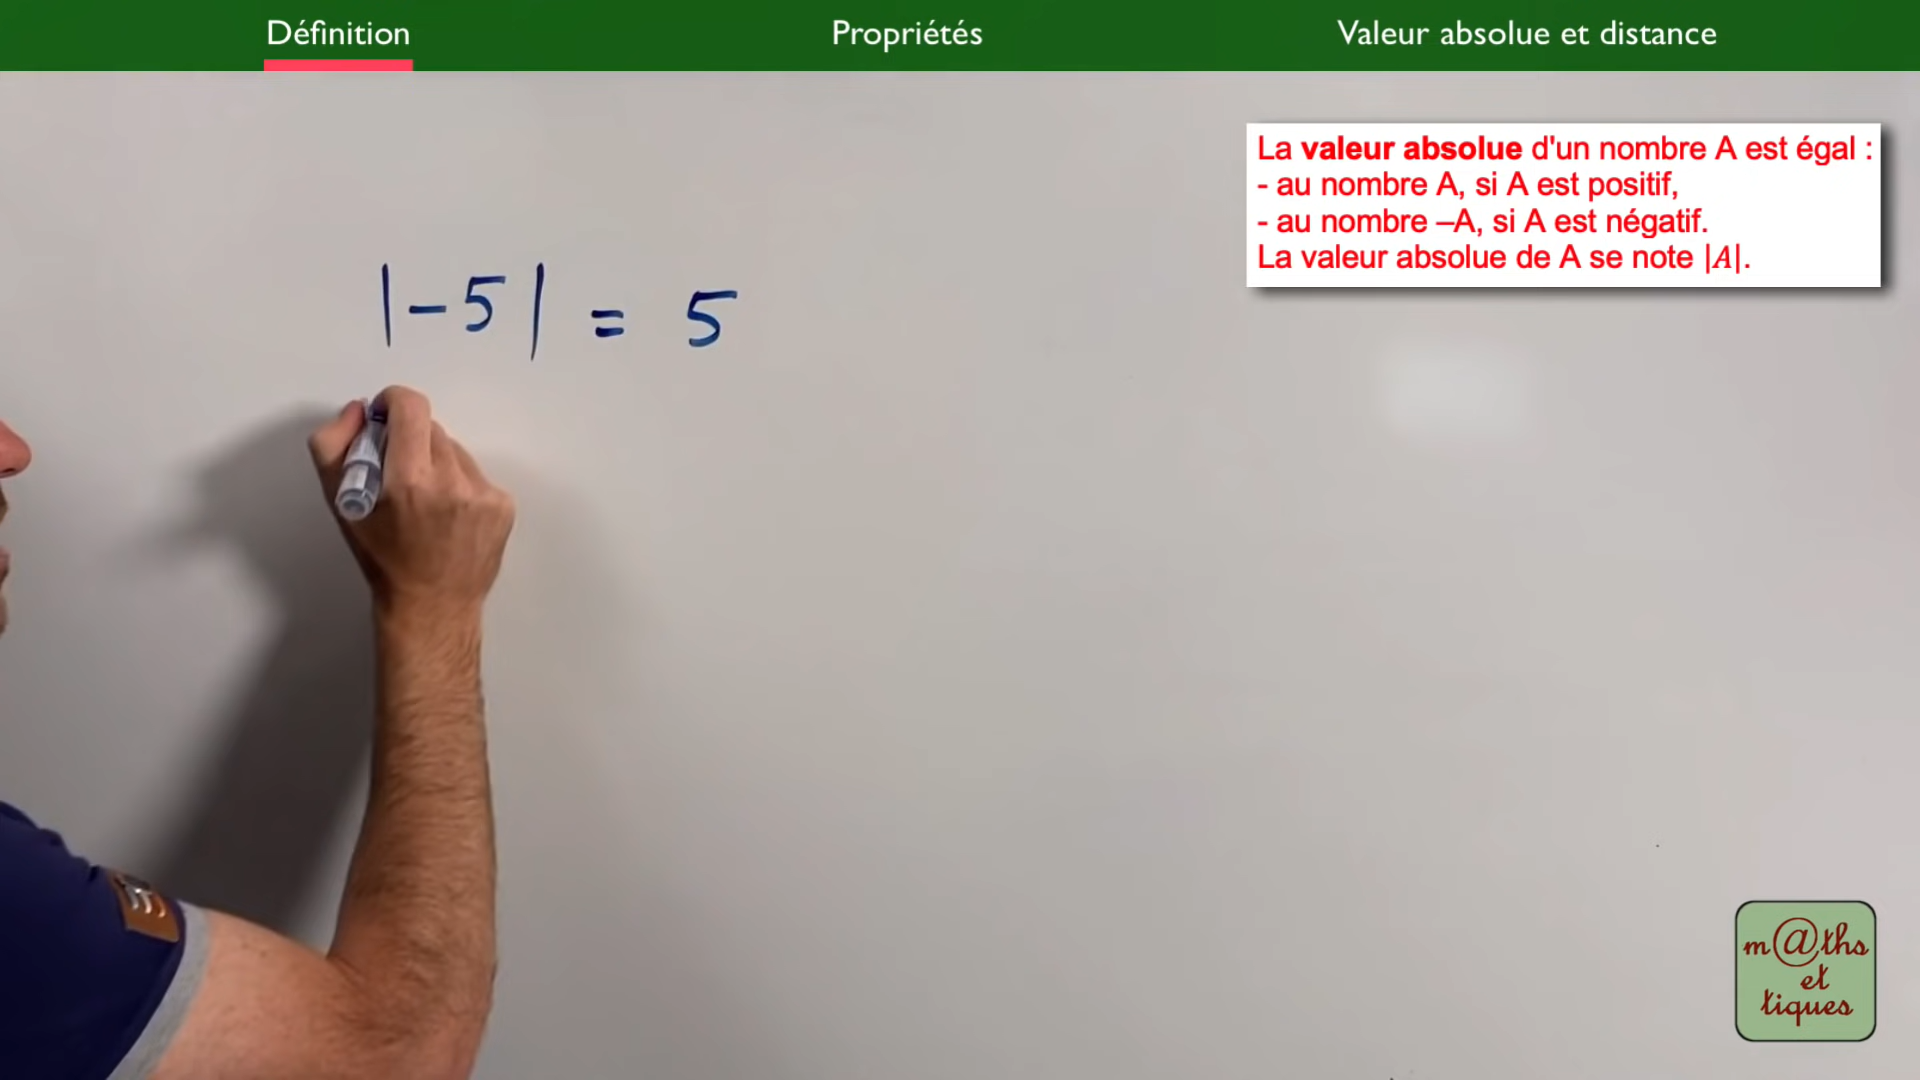 Définition
Propriétés
Valeur absolue et distance
La valeur absolue d'un nombre A est égal :
- au nombre A, si A est positif,
- au nombre –A, si A est négatif.
La valeur absolue de A se note |A|.
|-5| = 5
m@ths
et
tiques